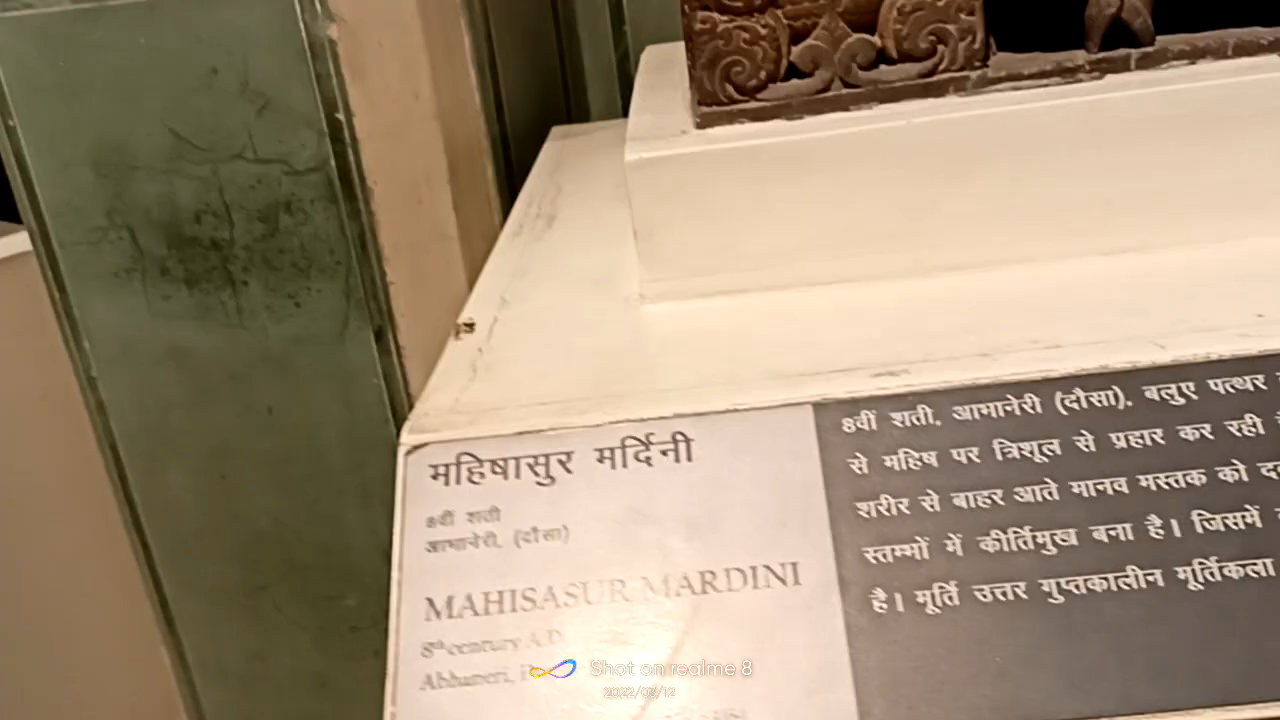 महिषासुर मर्दिनी
8वीं शती
आमानेरी, (दौसा)
MAHISASUR MARDINI
8th century A.D.
Abhaneri,
8वीं शती, आमानेरी (दौसा), बलुए पत्थर
से महिष पर त्रिशूल से प्रहार कर रही
शरीर से बाहर आते मानव मस्तक को
स्तम्भों में कीर्तिमुख बना है। जिसमें
है। मूर्ति उत्तर गुप्तकालीन मूर्तिकला
Shot on realme 8
2022/03/12